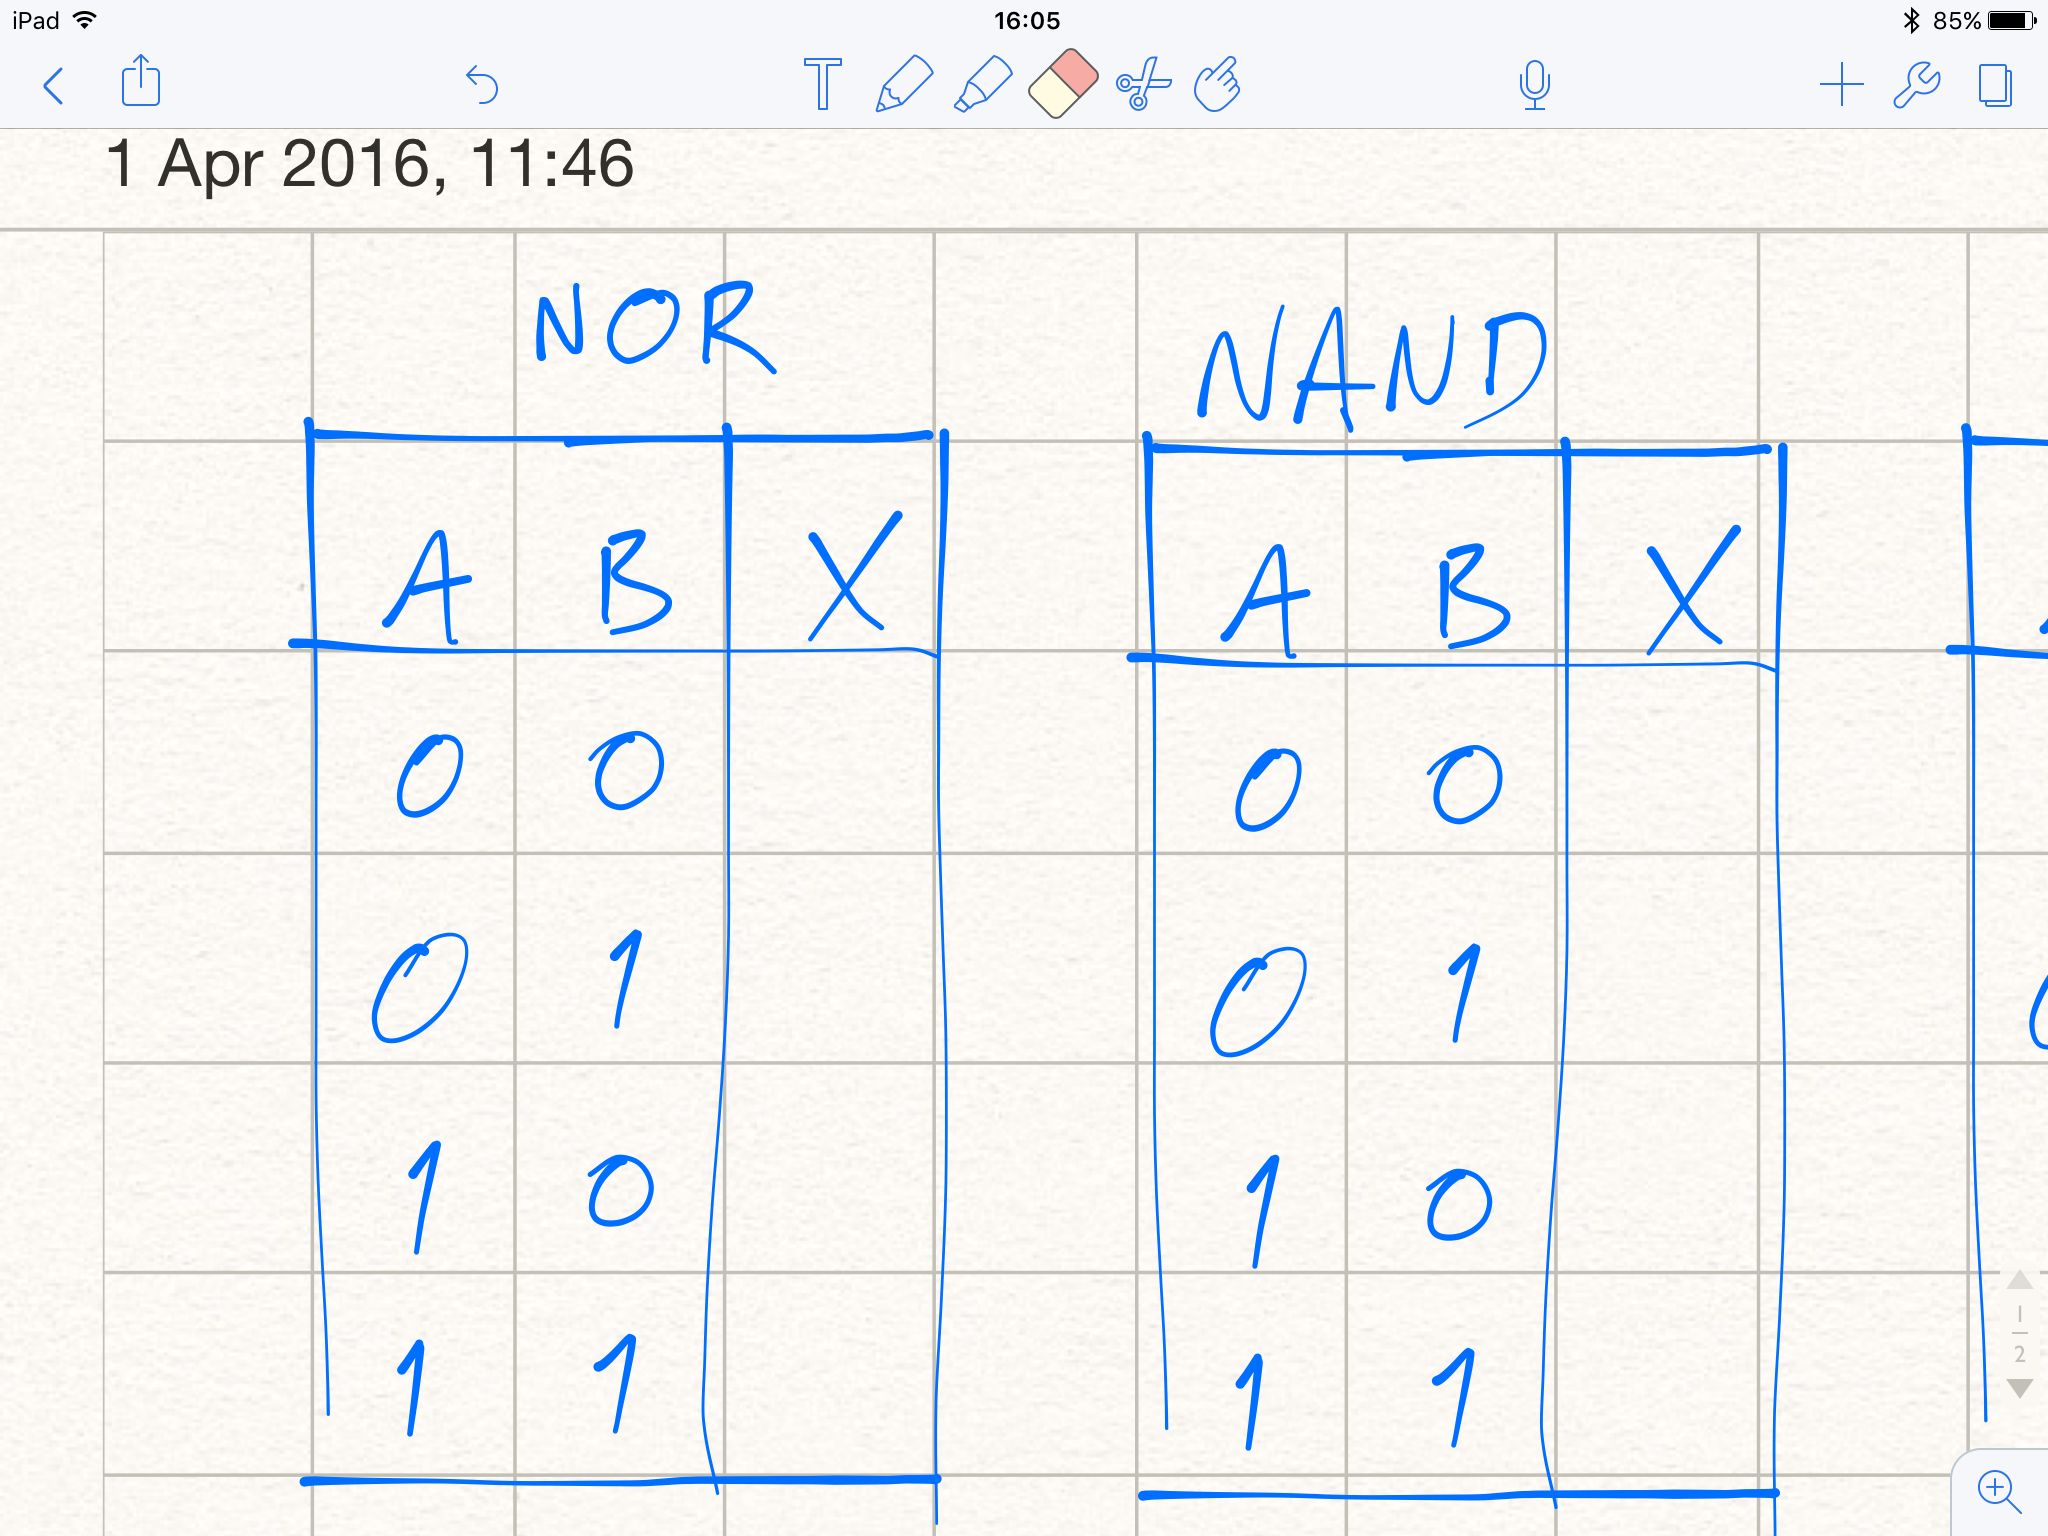 iPad 16:05 85%
T
1 Apr 2016, 11:46
NOR NAND
A B X A B X
0 0 0 0
0 1 0 1
1 0 1 0
1 1 1 1
1
2